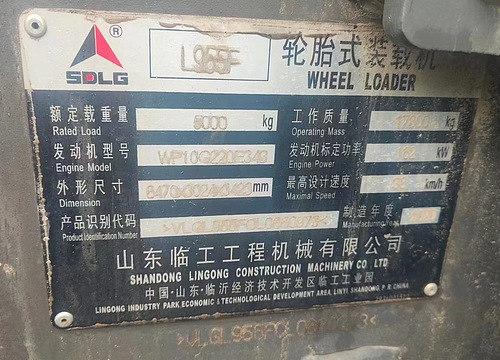 SDLG ®
L955F
轮胎式装载机
WHEEL LOADER
额定载重量 5000 kg
Rated Load
工作质量 kg
Operating Mass
发动机型号
Engine Model
发动机标定功率 kW
Engine Power
外形尺寸 mm
Dimension
最高设计速度 km/h
Maximal Speed
产品识别代码
Product Identification Number
制造年度
Manufacturing Year
山东临工工程机械有限公司
SHANDONG LINGONG CONSTRUCTION MACHINERY CO LTD
中国·山东·临沂经济技术开发区临工工业园
LINGONG INDUSTRY PARK ECONOMIC & TECHNOLOGICAL DEVELOPMENT AREA, LINYI, SHANDONG, P. R. CHINA